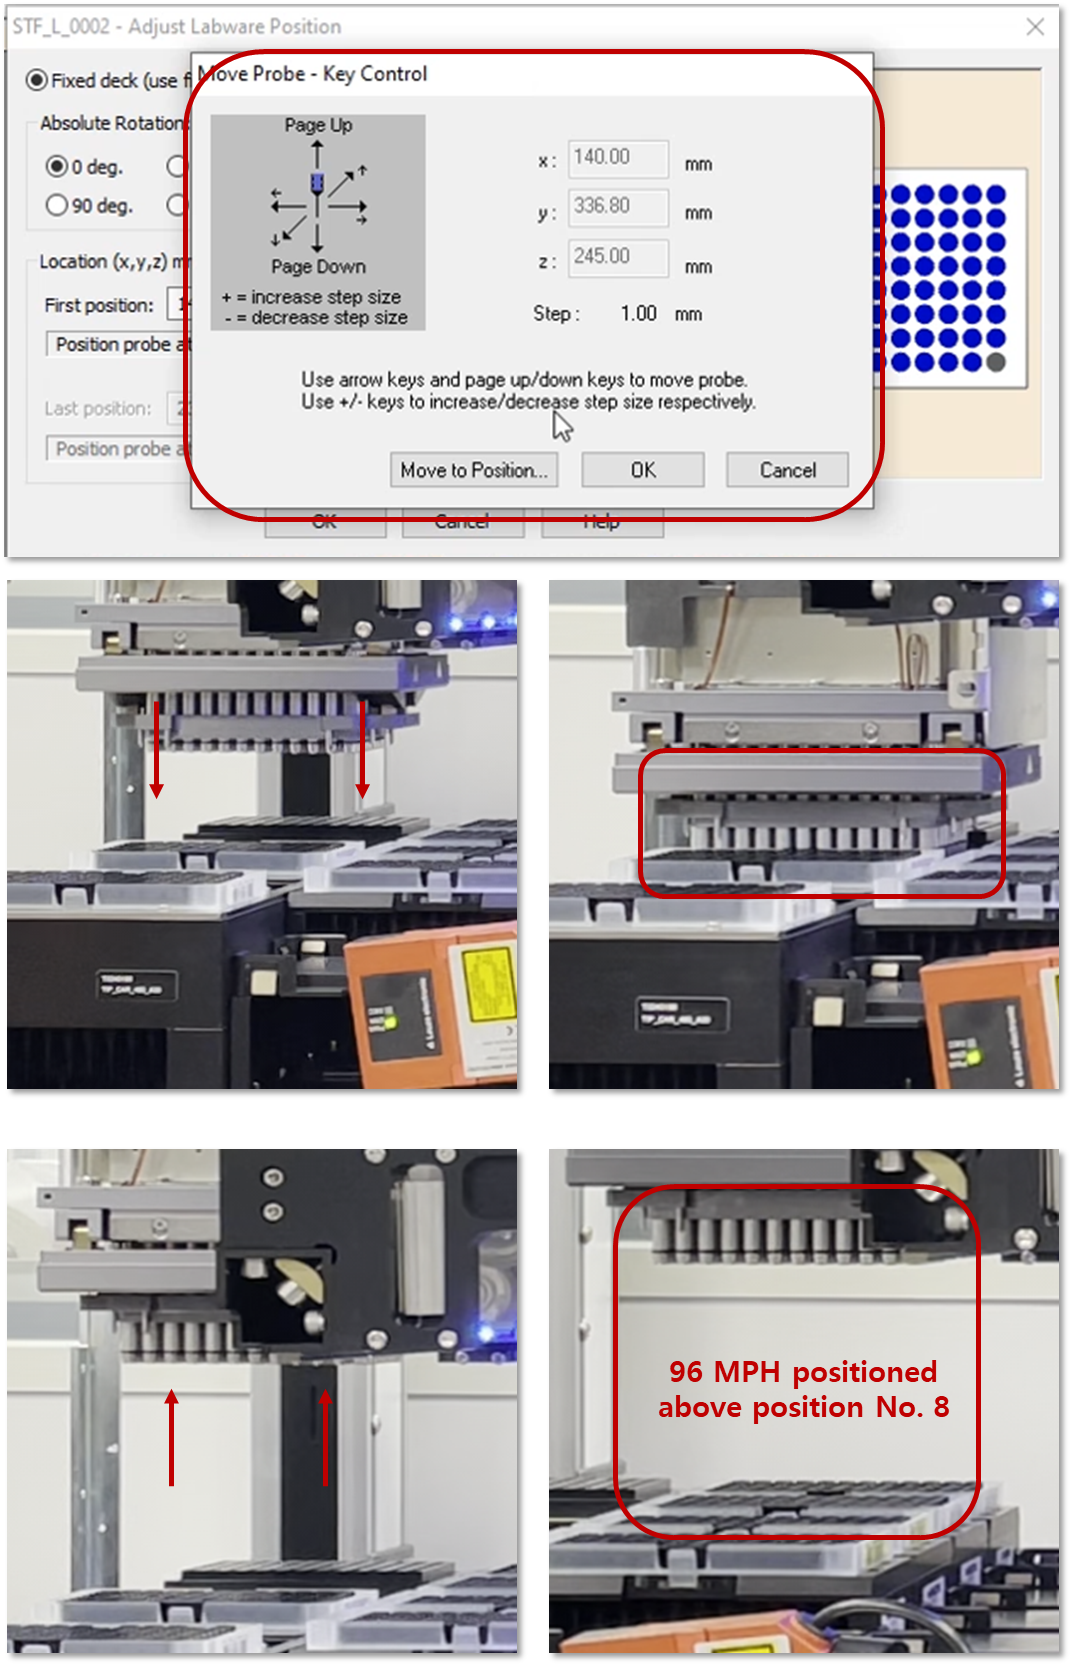 STF_L_0002 - Adjust Labware Position
Fixed deck (use
Move Probe - Key Control
Absolute Rotation
0 deg.
90 deg.
Location (x,y,z)
First position:
Position probe
Last position:
Position probe
Page Up
Page Down
+ = increase step size
- = decrease step size
x: 140.00 mm
y: 336.80 mm
z: 245.00 mm
Step: 1.00 mm
Use arrow keys and page up/down keys to move probe.
Use +/- keys to increase/decrease step size respectively.
Move to Position... OK Cancel
OK Cancel Help
96 MPH positioned
above position No. 8